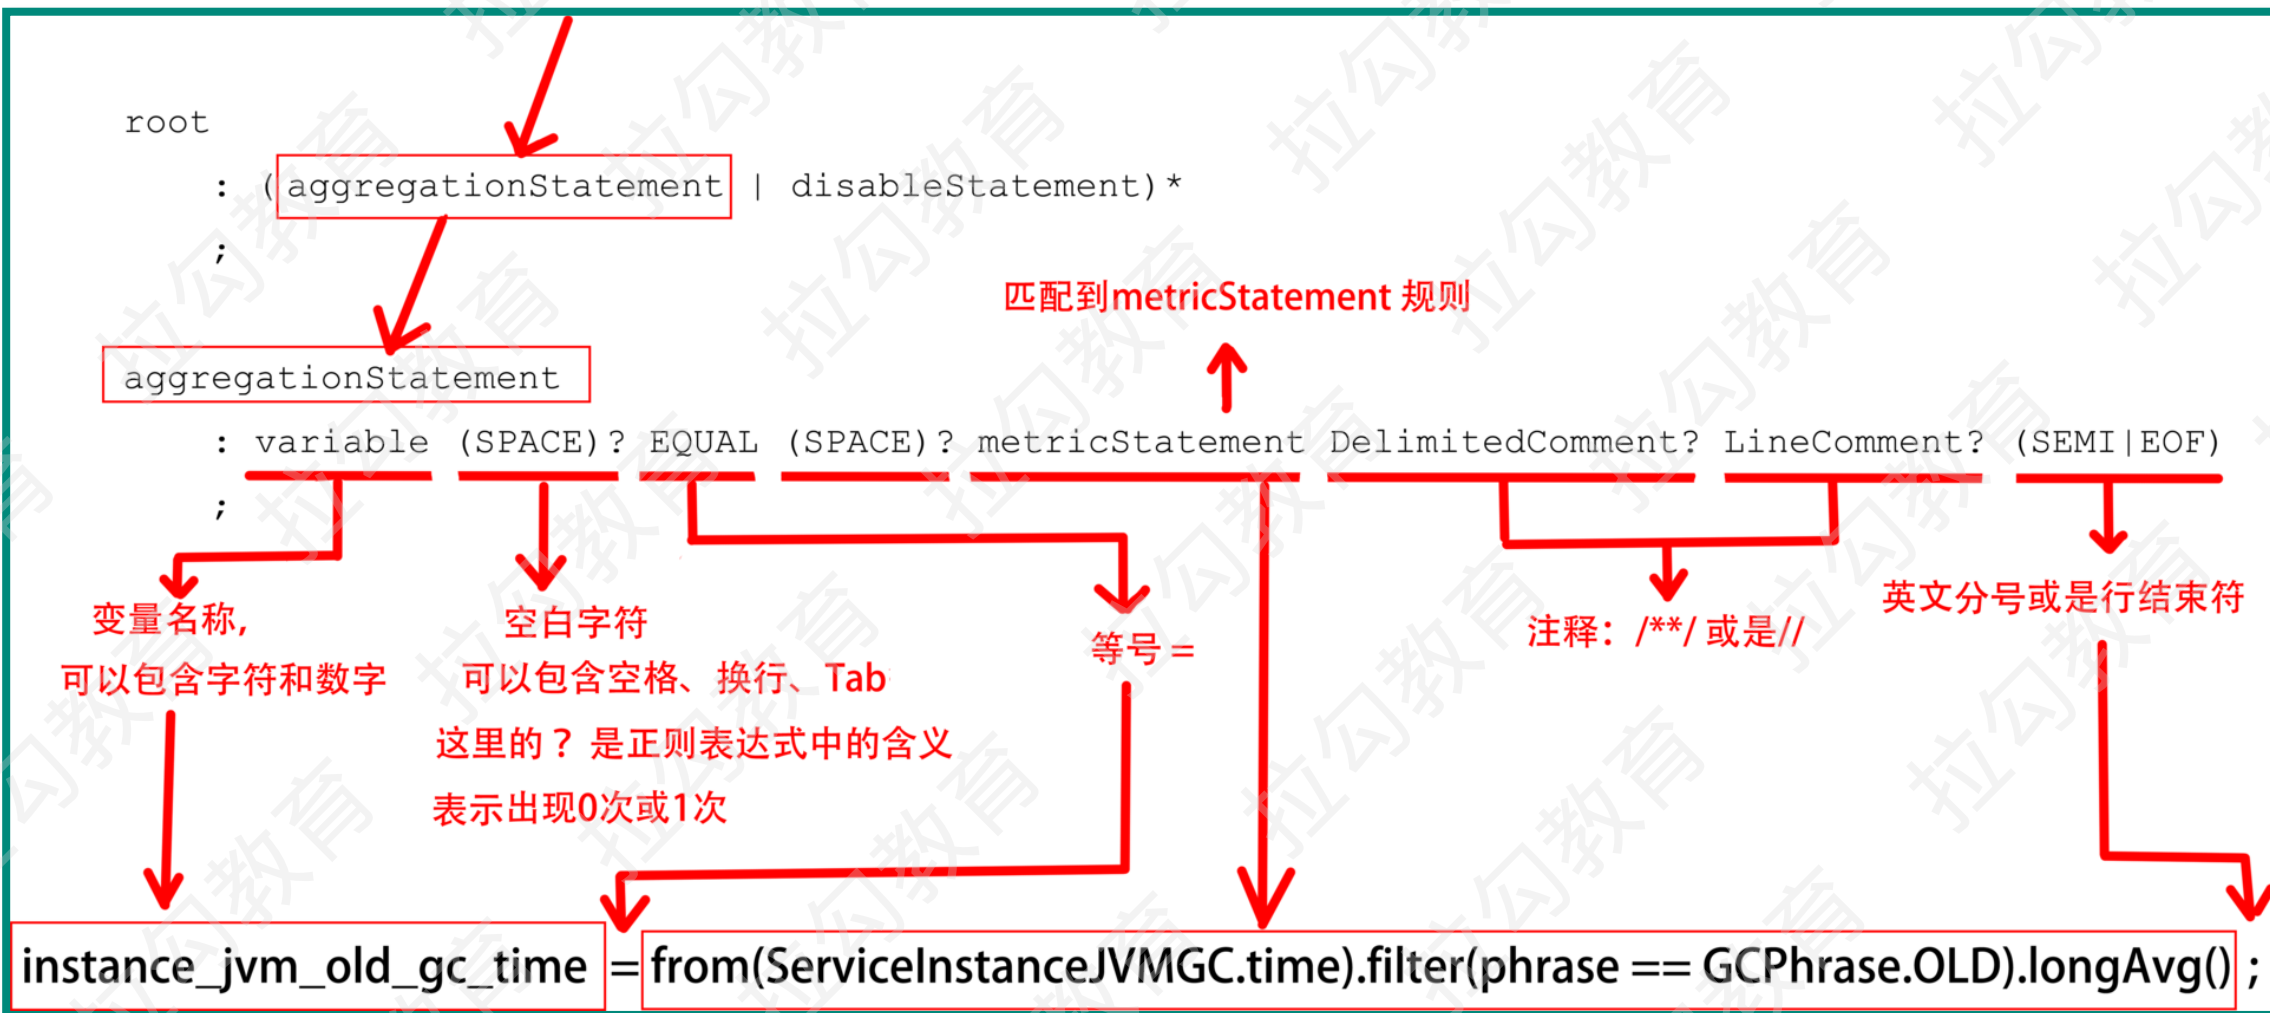 root
: (aggregationStatement | disableStatement)*
;
匹配到metricStatement 规则
aggregationStatement
: variable (SPACE)? EQUAL (SPACE)? metricStatement DelimitedComment? LineComment? (SEMI|EOF)
;
变量名称,
可以包含字符和数字
空白字符
可以包含空格、换行、Tab
这里的？是正则表达式中的含义
表示出现0次或1次
等号 =
注释：/**/ 或是//
英文分号或是行结束符
instance_jvm_old_gc_time = from(ServiceInstanceJVMGC.time).filter(phrase == GCPhrase.OLD).longAvg() ;
拉勾教育